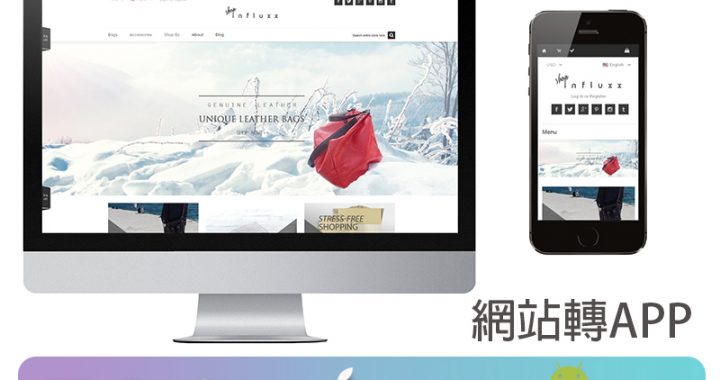 shop
influxx
Bags
Accessories
Shop By
About
Blog
Search entire store here
GENUINE LEATHER
UNIQUE LEATHER BAGS
SHOP NOW
STRESS-FREE
SHOPPING
USD
English
shop
influxx
Log In or Register
Menu
網站轉APP